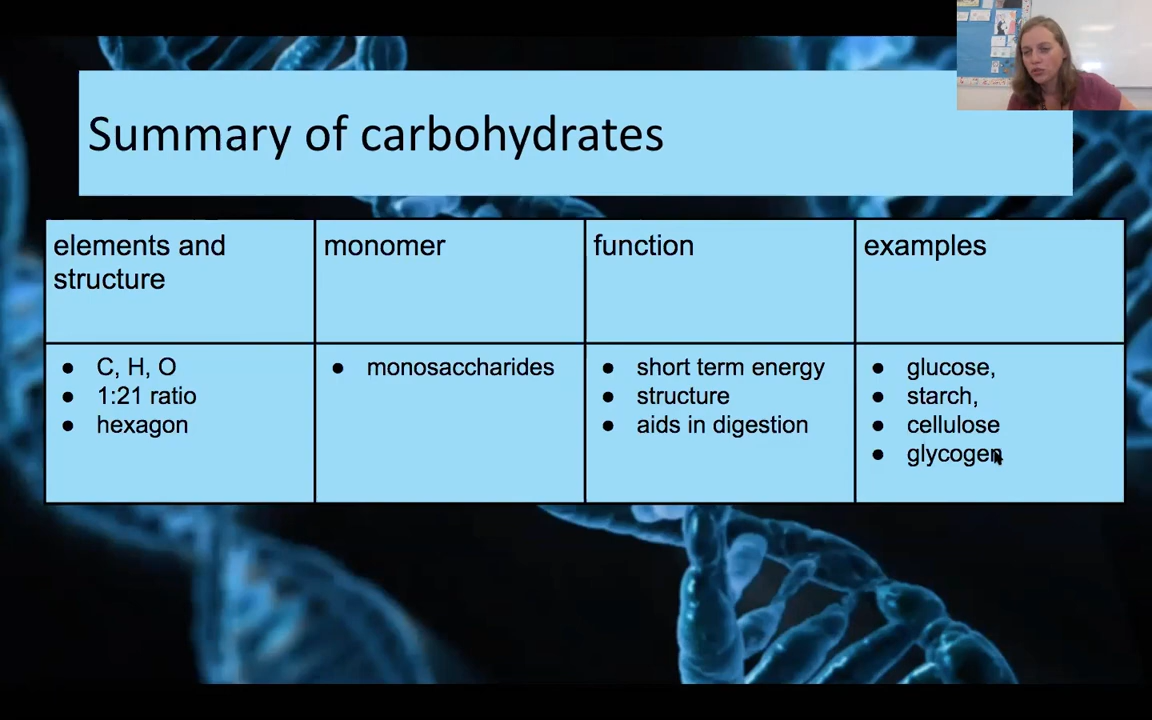 Summary of carbohydrates
elements and
structure
monomer
function
examples
● C, H, O
● 1:21 ratio
● hexagon
● monosaccharides
● short term energy
● structure
● aids in digestion
● glucose,
● starch,
● cellulose
● glycogen